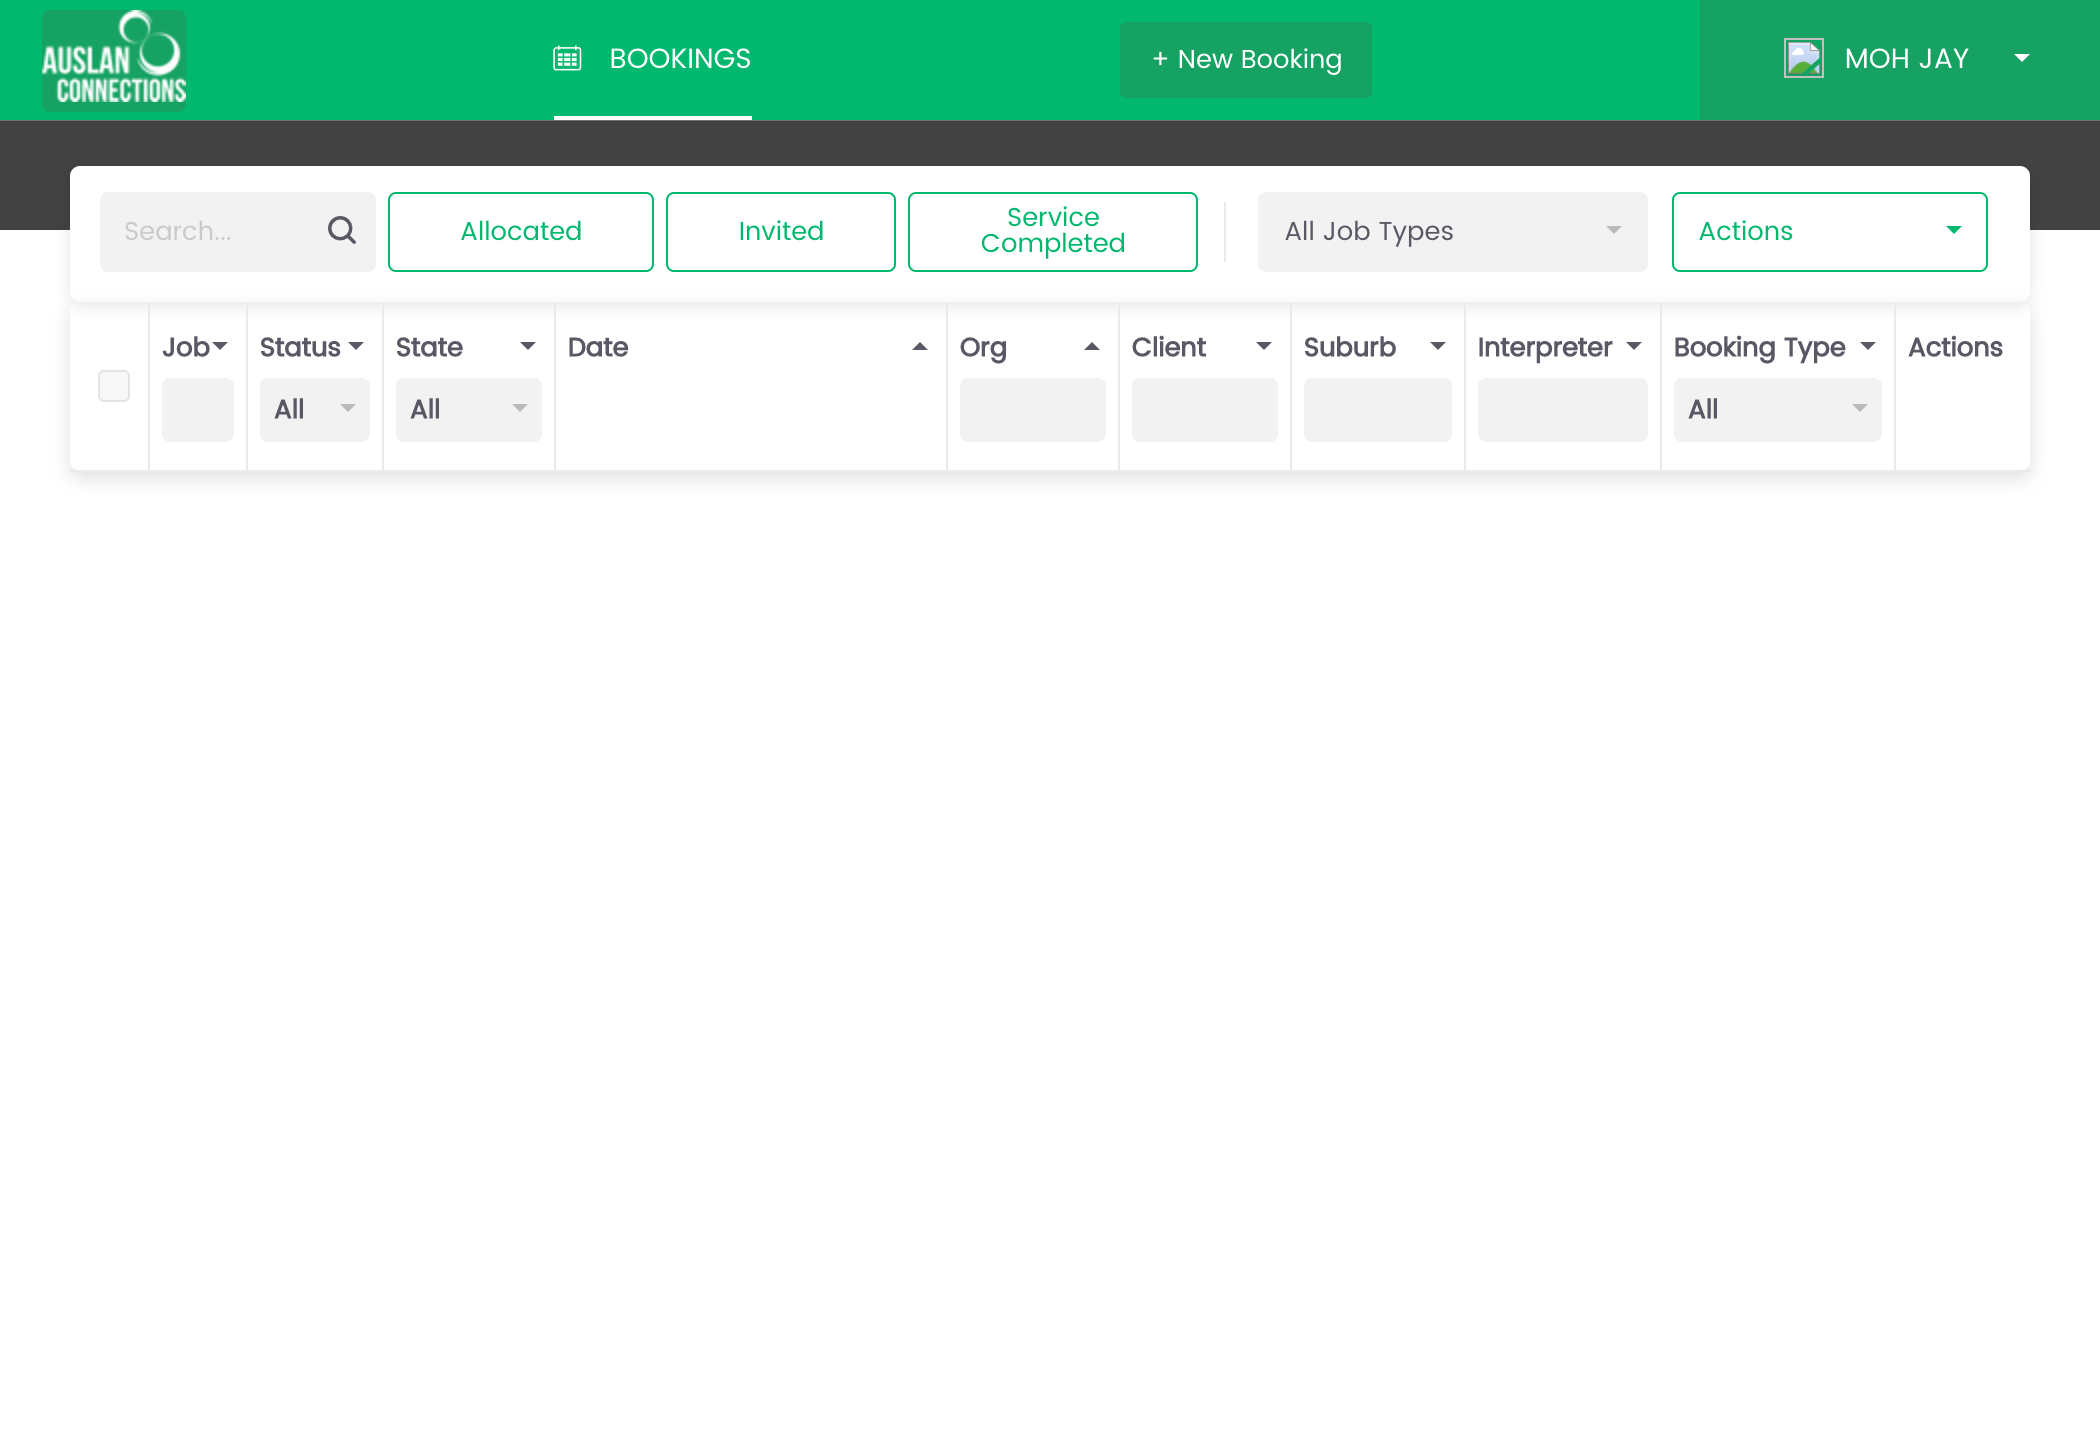 AUSLAN
CONNECTIONS
BOOKINGS
+ New Booking
MOH JAY
Search...
Allocated
Invited
Service
Completed
All Job Types
Actions
Job
Status
State
Date
Org
Client
Suburb
Interpreter
Booking Type
Actions
All
All
All